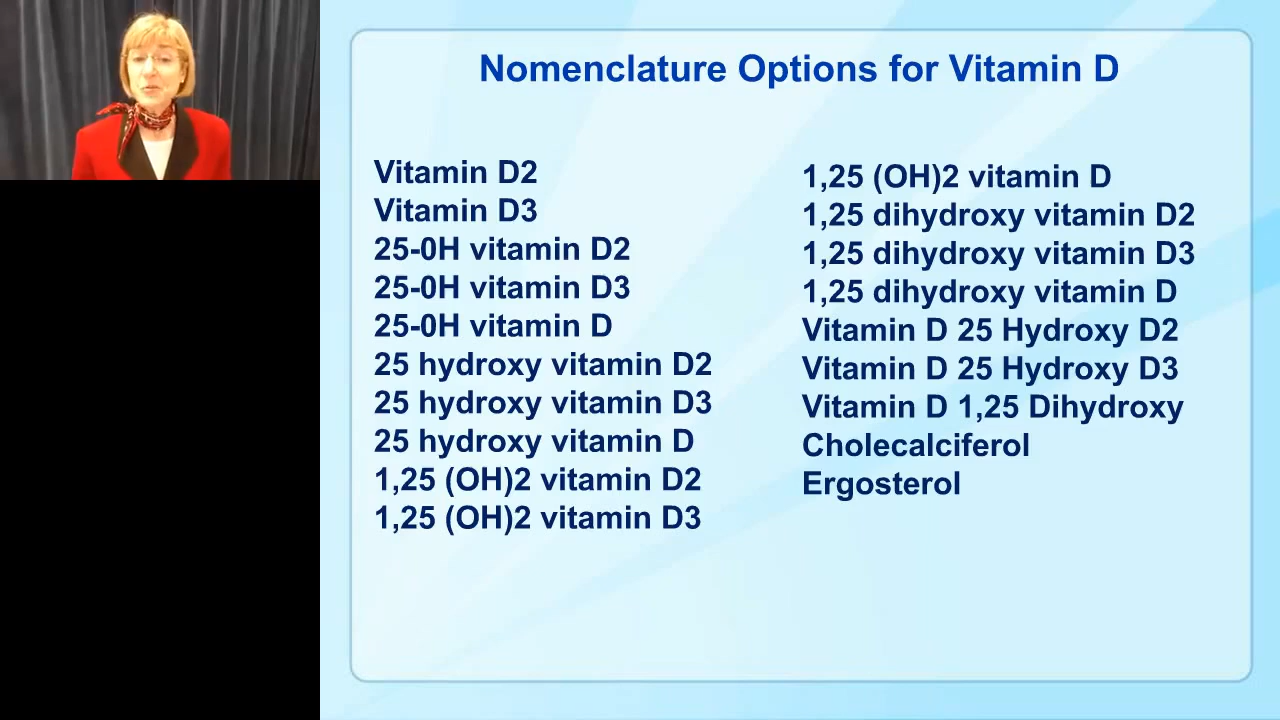 Nomenclature Options for Vitamin D
Vitamin D2
Vitamin D3
25-0H vitamin D2
25-0H vitamin D3
25-0H vitamin D
25 hydroxy vitamin D2
25 hydroxy vitamin D3
25 hydroxy vitamin D
1,25 (OH)2 vitamin D2
1,25 (OH)2 vitamin D3
1,25 (OH)2 vitamin D
1,25 dihydroxy vitamin D2
1,25 dihydroxy vitamin D3
1,25 dihydroxy vitamin D
Vitamin D 25 Hydroxy D2
Vitamin D 25 Hydroxy D3
Vitamin D 1,25 Dihydroxy
Cholecalciferol
Ergosterol